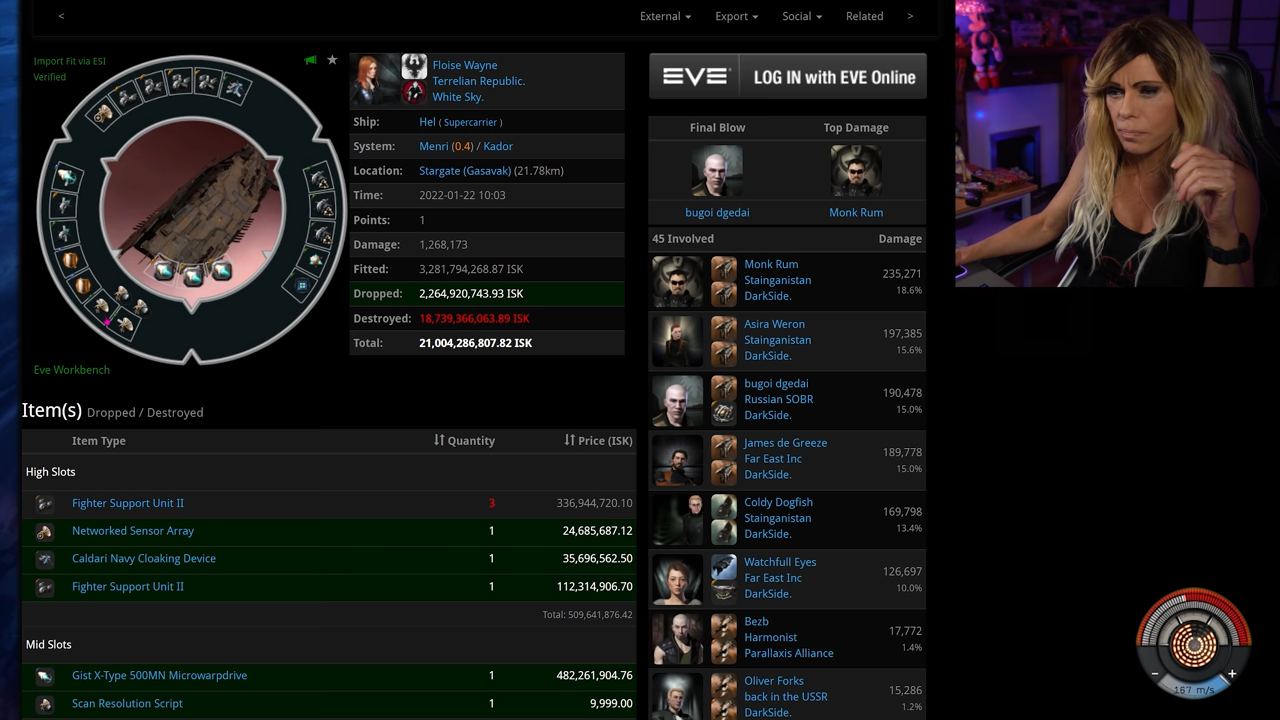 <
External
Export
Social
Related
>
Import Fit via ESI
Verified
Eve Workbench
Floise Wayne
Terrelian Republic.
White Sky.
Ship: Hel ( Supercarrier )
System: Menri (0.4) / Kador
Location: Stargate (Gasavak) (21.78km)
Time: 2022-01-22 10:03
Points: 1
Damage: 1,268,173
Fitted: 3,281,794,268.87 ISK
Dropped: 2,264,920,743.93 ISK
Destroyed: 18,739,366,063.89 ISK
Total: 21,004,286,807.82 ISK
Item(s) Dropped / Destroyed
Item Type Quantity Price (ISK)
High Slots
Fighter Support Unit II 3 336,944,720.10
Networked Sensor Array 1 24,685,687.12
Caldari Navy Cloaking Device 1 35,696,562.50
Fighter Support Unit II 1 112,314,906.70
Total: 509,641,876.42
Mid Slots
Gist X-Type 500MN Microwarpdrive 1 482,261,904.76
Scan Resolution Script 1 9,999.00
EVE LOG IN with EVE Online
Final Blow Top Damage
bugoi dgedai Monk Rum
45 Involved Damage
Monk Rum
Stainganistan
DarkSide.
235,271
18.6%
Asira Weron
Stainganistan
DarkSide.
197,385
15.6%
bugoi dgedai
Russian SOBR
DarkSide.
190,478
15.0%
James de Greeze
Far East Inc
DarkSide.
189,778
15.0%
Coldy Dogfish
Stainganistan
DarkSide.
169,798
13.4%
Watchfull Eyes
Far East Inc
DarkSide.
126,697
10.0%
Bezb
Harmonist
Parallaxis Alliance
17,772
1.4%
Oliver Forks
back in the USSR
DarkSide.
15,286
1.2%
167 m/s